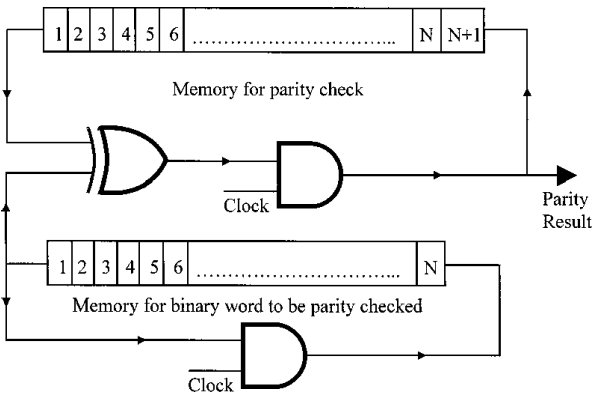 1 2 3 4 5 6 ................................ N N+1
Memory for parity check
Clock
Parity
Result
1 2 3 4 5 6 ................................ N
Memory for binary word to be parity checked
Clock